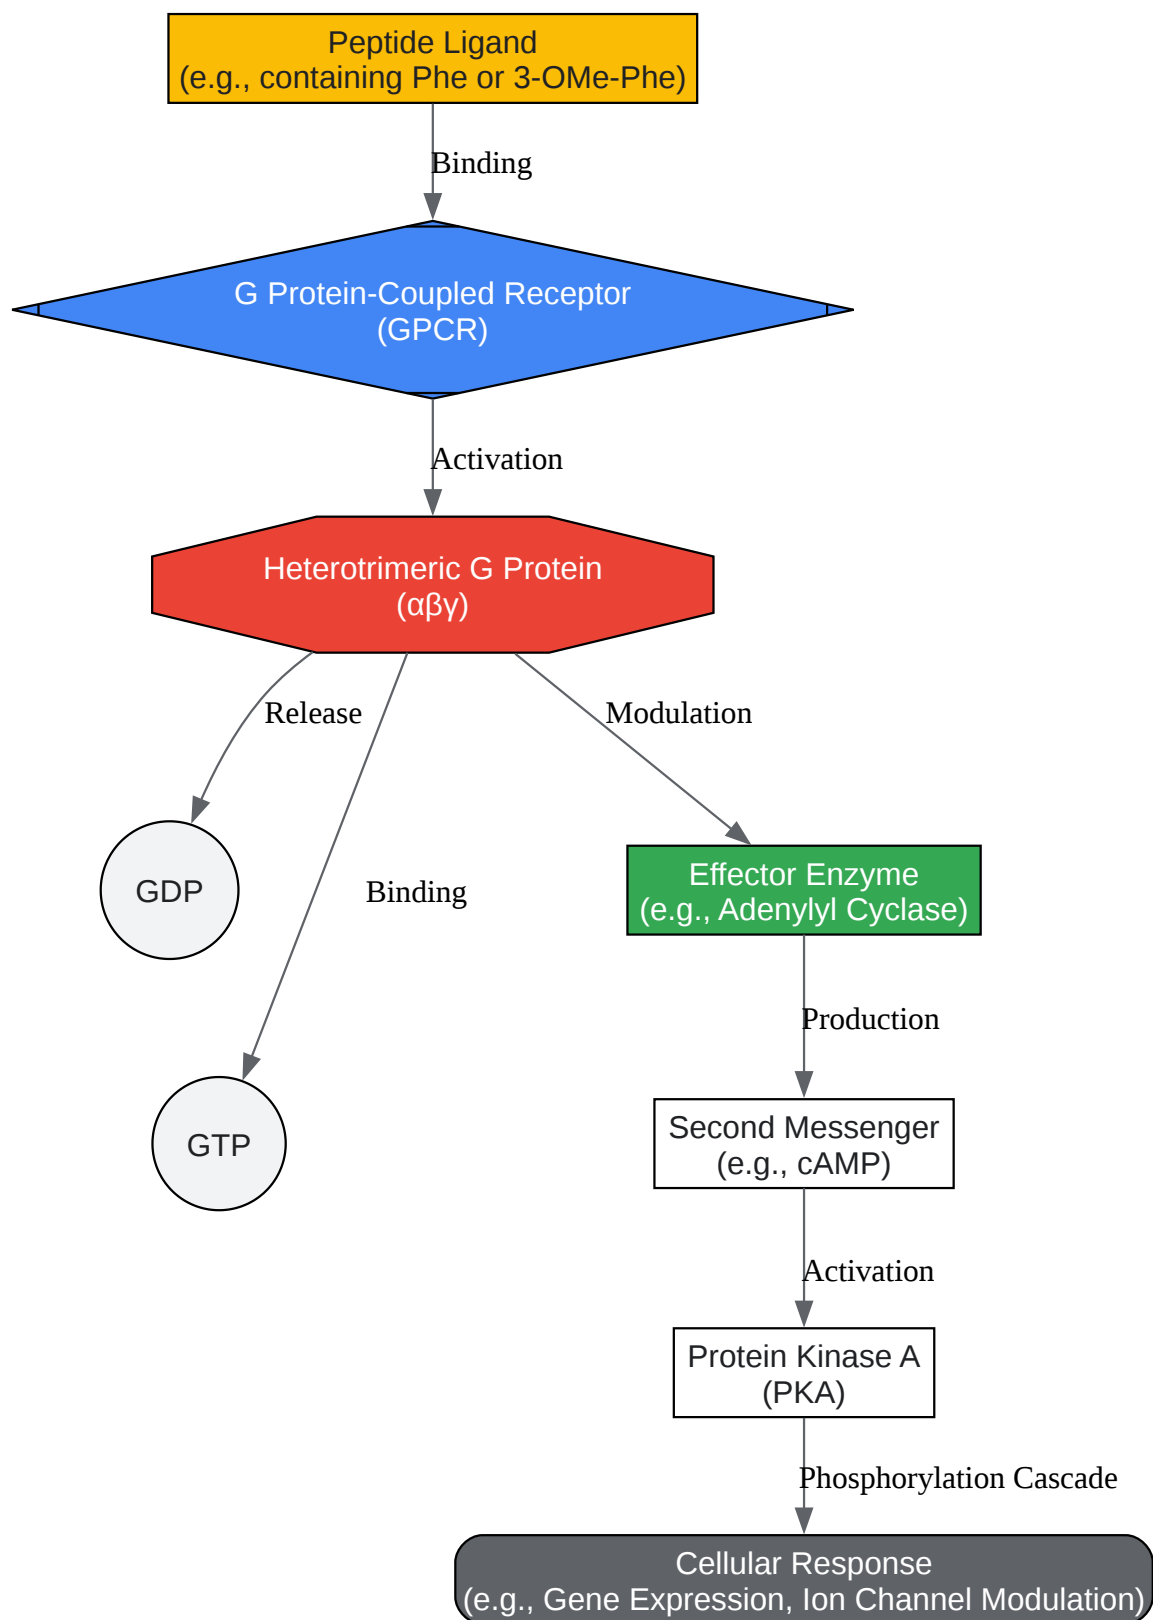 Peptide Ligand
(e.g., containing Phe or 3-OMe-Phe)
Binding
G Protein-Coupled Receptor
(GPCR)
Activation
Heterotrimeric G Protein
(αβγ)
Release
Modulation
GDP
Binding
Effector Enzyme
(e.g., Adenylyl Cyclase)
Production
GTP
Second Messenger
(e.g., cAMP)
Activation
Protein Kinase A
(PKA)
Phosphorylation Cascade
Cellular Response
(e.g., Gene Expression, Ion Channel Modulation)